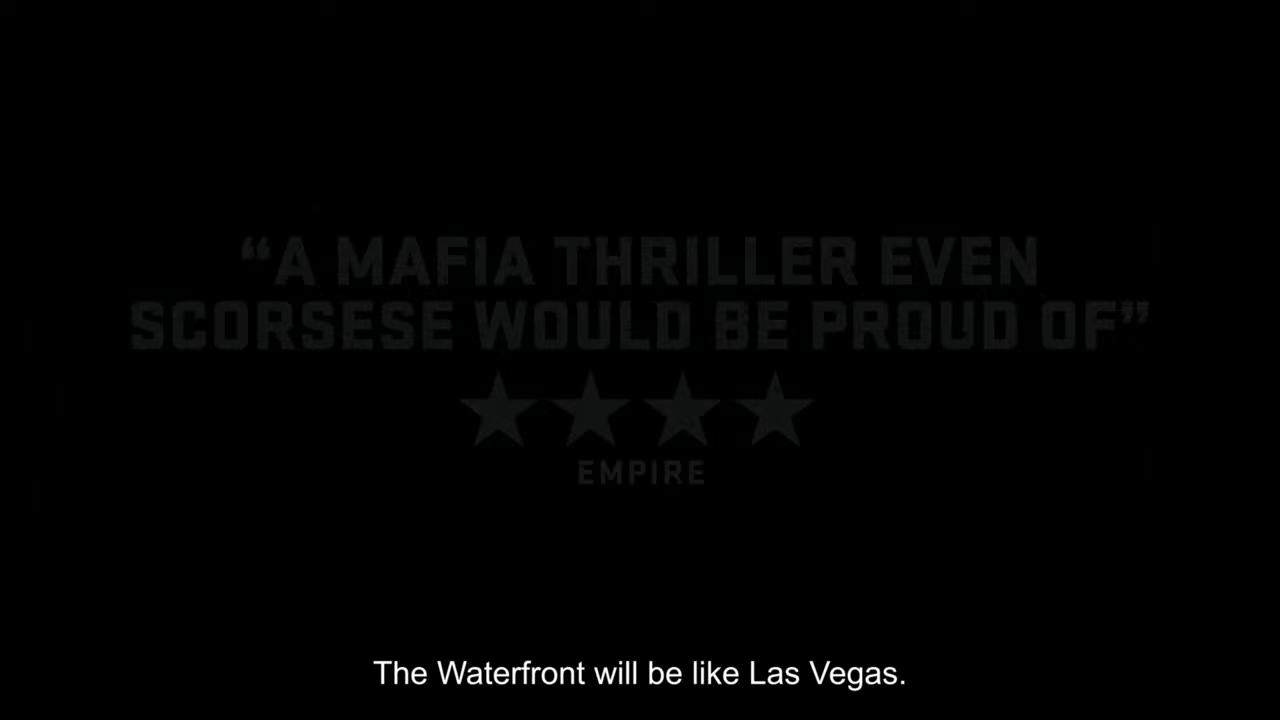 “A MAFIA THRILLER EVEN
SCORSESE WOULD BE PROUD OF”
EMPIRE
The Waterfront will be like Las Vegas.